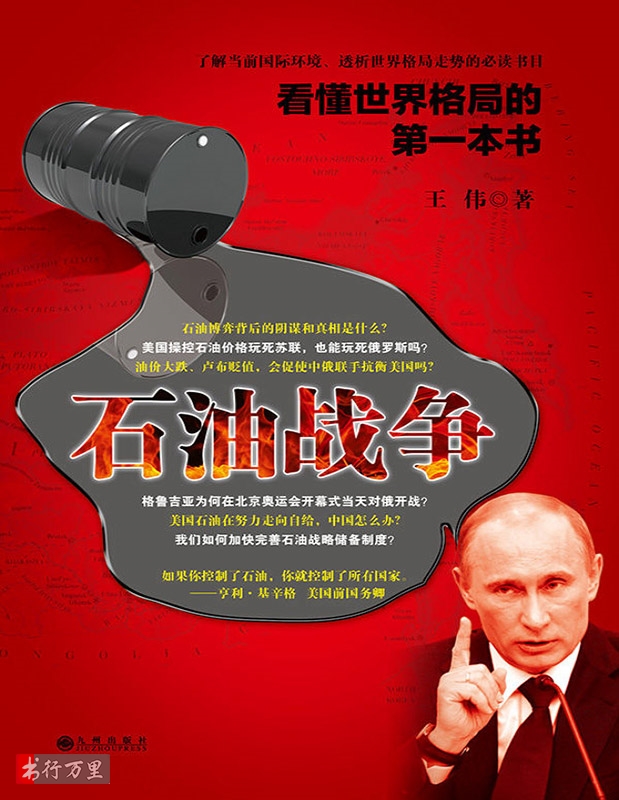 了解当前国际环境、透析世界格局走势的必读书目
看懂世界格局的
第一本书
王 伟◎著
石油博弈背后的阴谋和真相是什么?
美国操控石油价格玩死苏联,也能玩死俄罗斯吗?
油价大跌、卢布贬值,会促使中俄联手抗衡美国吗?
石油战争
格鲁吉亚为何在北京奥运会开幕式当天对俄开战?
美国石油在努力走向自给,中国怎么办?
我们如何加快完善石油战略储备制度?
如果你控制了石油,你就控制了所有国家。
——亨利·基辛格 美国前国务卿
九州出版社
JIUZHOUPRESS
书行万里